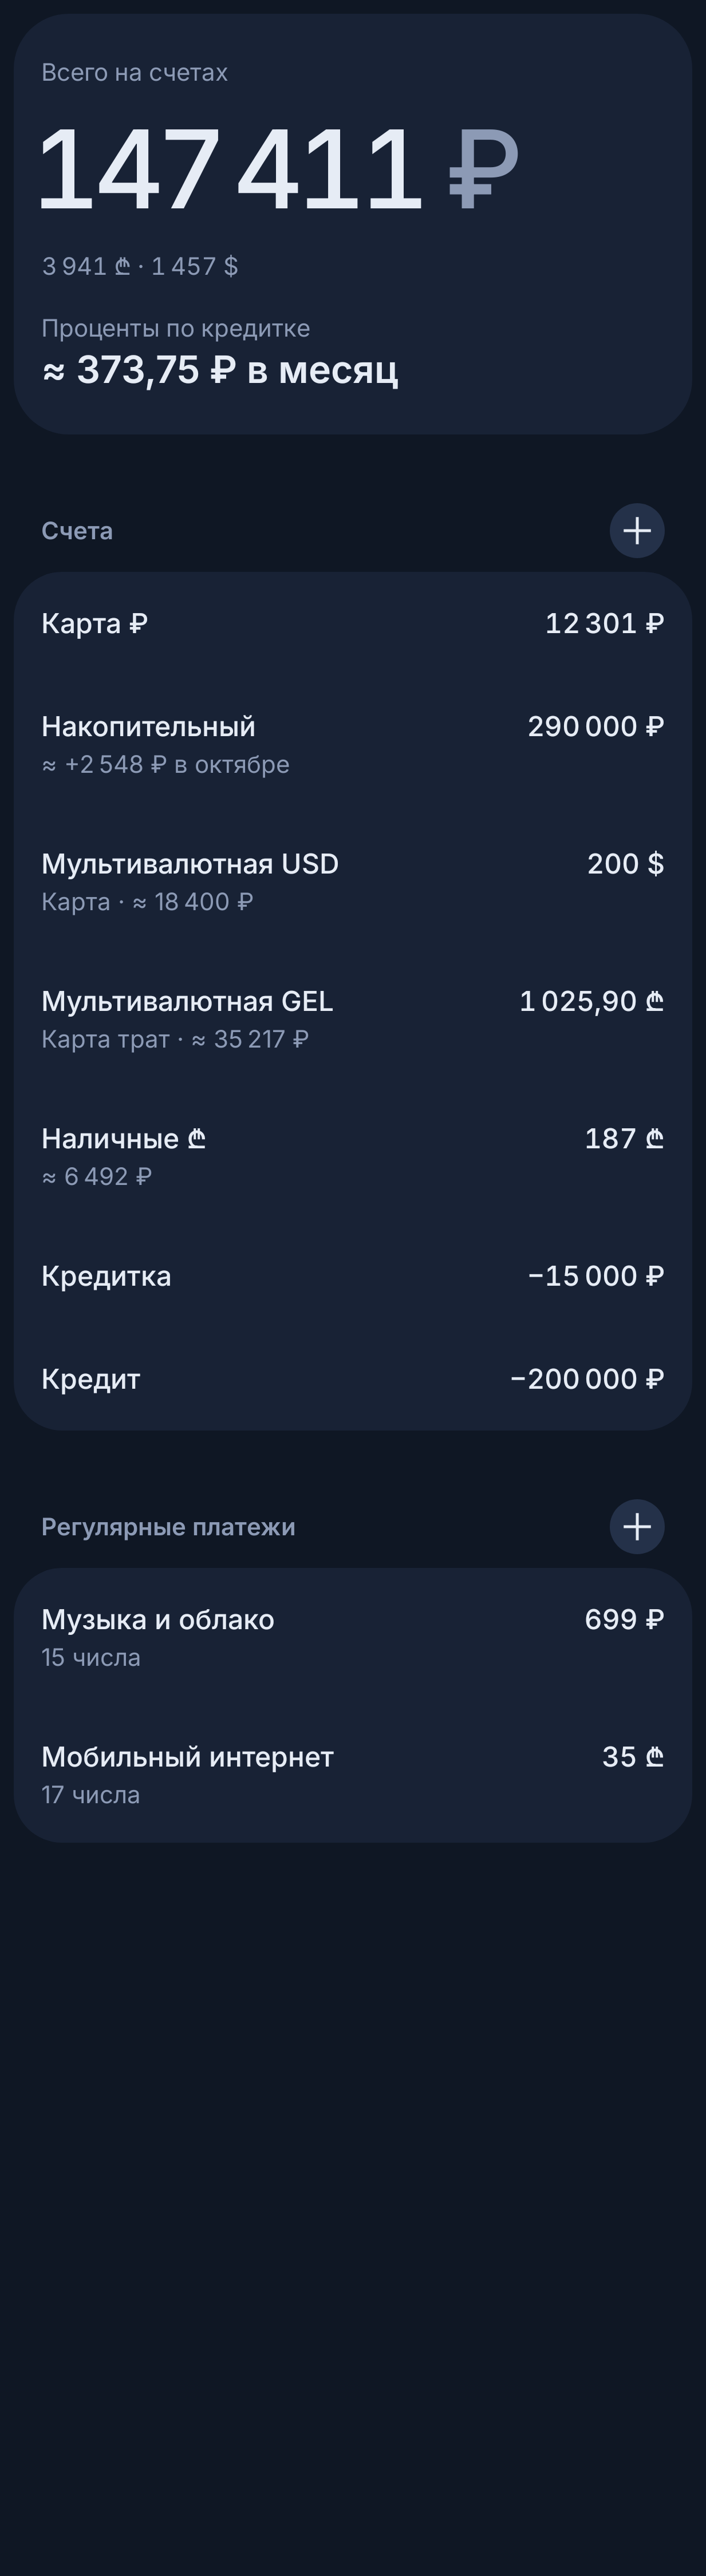 Всего на счетах
147 411 ₽
3 941 ₾ · 1 457 $
Проценты по кредитке
≈ 373,75 ₽ в месяц
Счета
Карта ₽ 12 301 ₽
Накопительный 290 000 ₽
≈ +2 548 ₽ в октябре
Мультивалютная USD 200 $
Карта · ≈ 18 400 ₽
Мультивалютная GEL 1 025,90 ₾
Карта трат · ≈ 35 217 ₽
Наличные ₾ 187 ₾
≈ 6 492 ₽
Кредитка −15 000 ₽
Кредит −200 000 ₽
Регулярные платежи
Музыка и облако 699 ₽
15 числа
Мобильный интернет 35 ₾
17 числа